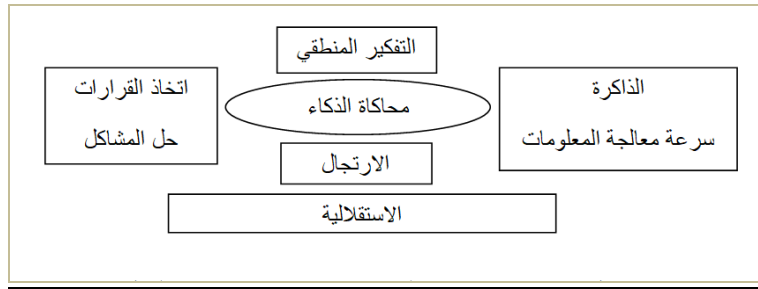 التفكير المنطقي
الذاكرة
سرعة معالجة المعلومات
محاكاة الذكاء
اتخاذ القرارات
حل المشاكل
الارتجال
الاستقلالية